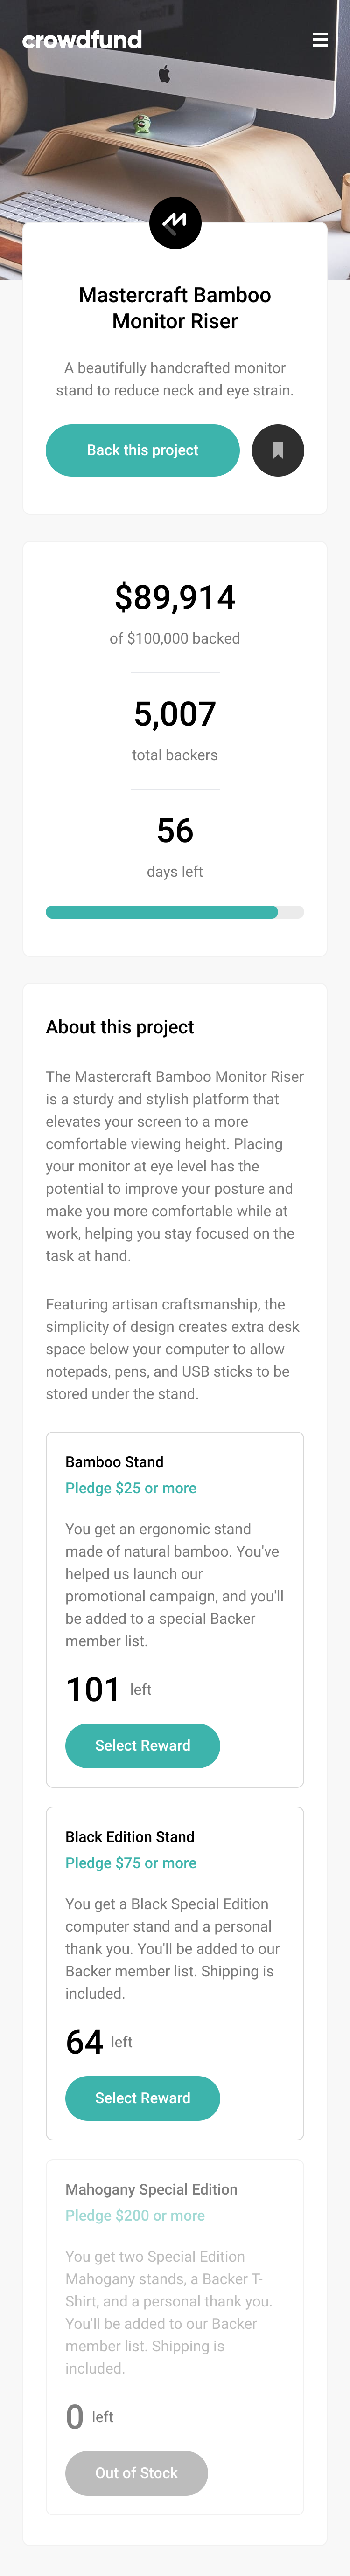 crowdfund
Mastercraft Bamboo
Monitor Riser
A beautifully handcrafted monitor
stand to reduce neck and eye strain.
Back this project
$89,914
of $100,000 backed
5,007
total backers
56
days left
About this project
The Mastercraft Bamboo Monitor Riser
is a sturdy and stylish platform that
elevates your screen to a more
comfortable viewing height. Placing
your monitor at eye level has the
potential to improve your posture and
make you more comfortable while at
work, helping you stay focused on the
task at hand.
Featuring artisan craftsmanship, the
simplicity of design creates extra desk
space below your computer to allow
notepads, pens, and USB sticks to be
stored under the stand.
Bamboo Stand
Pledge $25 or more
You get an ergonomic stand
made of natural bamboo. You've
helped us launch our
promotional campaign, and you'll
be added to a special Backer
member list.
101 left
Select Reward
Black Edition Stand
Pledge $75 or more
You get a Black Special Edition
computer stand and a personal
thank you. You'll be added to our
Backer member list. Shipping is
included.
64 left
Select Reward
Mahogany Special Edition
Pledge $200 or more
You get two Special Edition
Mahogany stands, a Backer T-
Shirt, and a personal thank you.
You'll be added to our Backer
member list. Shipping is
included.
0 left
Out of Stock